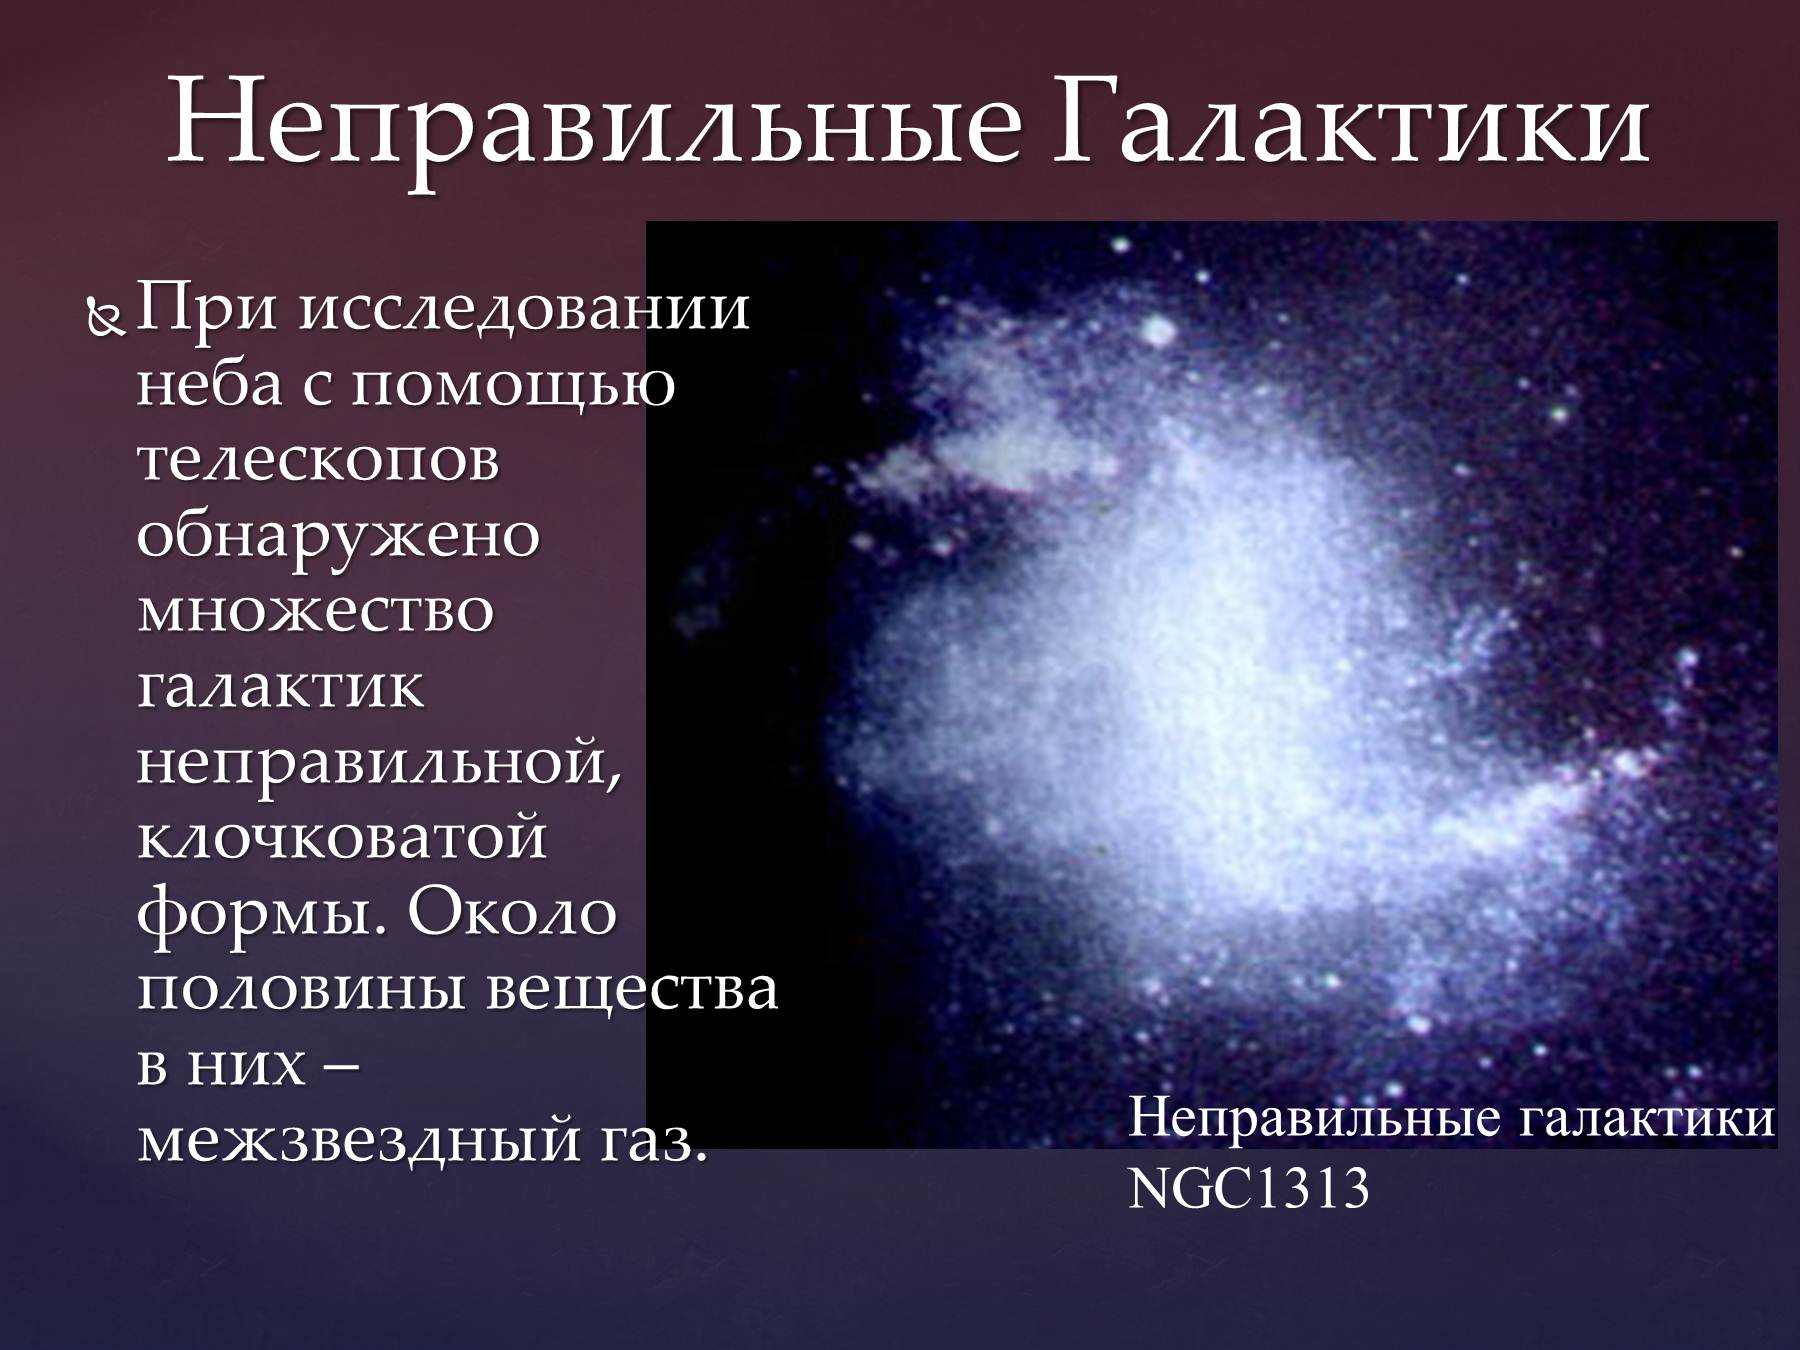 Неправильные Галактики
При исследовании
неба с помощью
телескопов
обнаружено
множество
галактик
неправильной,
клочковатой
формы. Около
половины вещества
в них –
межзвездный газ.
Неправильные галактики
NGC1313